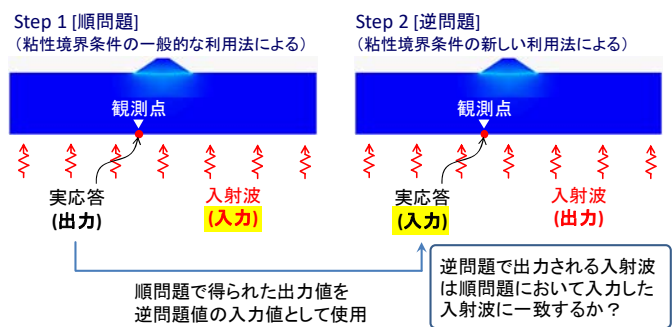 Step 1 [順問題]
（粘性境界条件の一般的な利用法による）
観測点
実応答
(出力)
入射波
(入力)
Step 2 [逆問題]
（粘性境界条件の新しい利用法による）
観測点
実応答
(入力)
入射波
(出力)
順問題で得られた出力値を
逆問題値の入力値として使用
逆問題で出力される入射波
は順問題において入力した
入射波に一致するか？